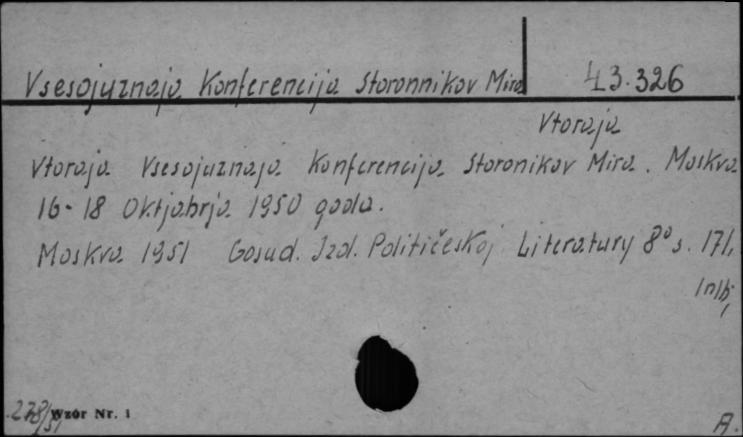 Vsesojuznaja Konferencija Storonnikov Mira 43.326
Vtoraja
Vtoraja Vsesojuznaja Konferencija Storonikov Mira. Moskva
16-18 Oktjabrja 1950 goda.
Moskva 1951 Gosud. Izd. Političeskoj Literatury 8° s. 171,
1nlb,
Wzór Nr. 1
A.